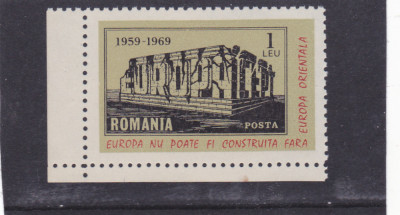 1959-1969
1
LEU
EUROPA
ROMANIA
POSTA
EUROPA NU POATE FI CONSTRUITA FARA
EUROPA ORIENTALA